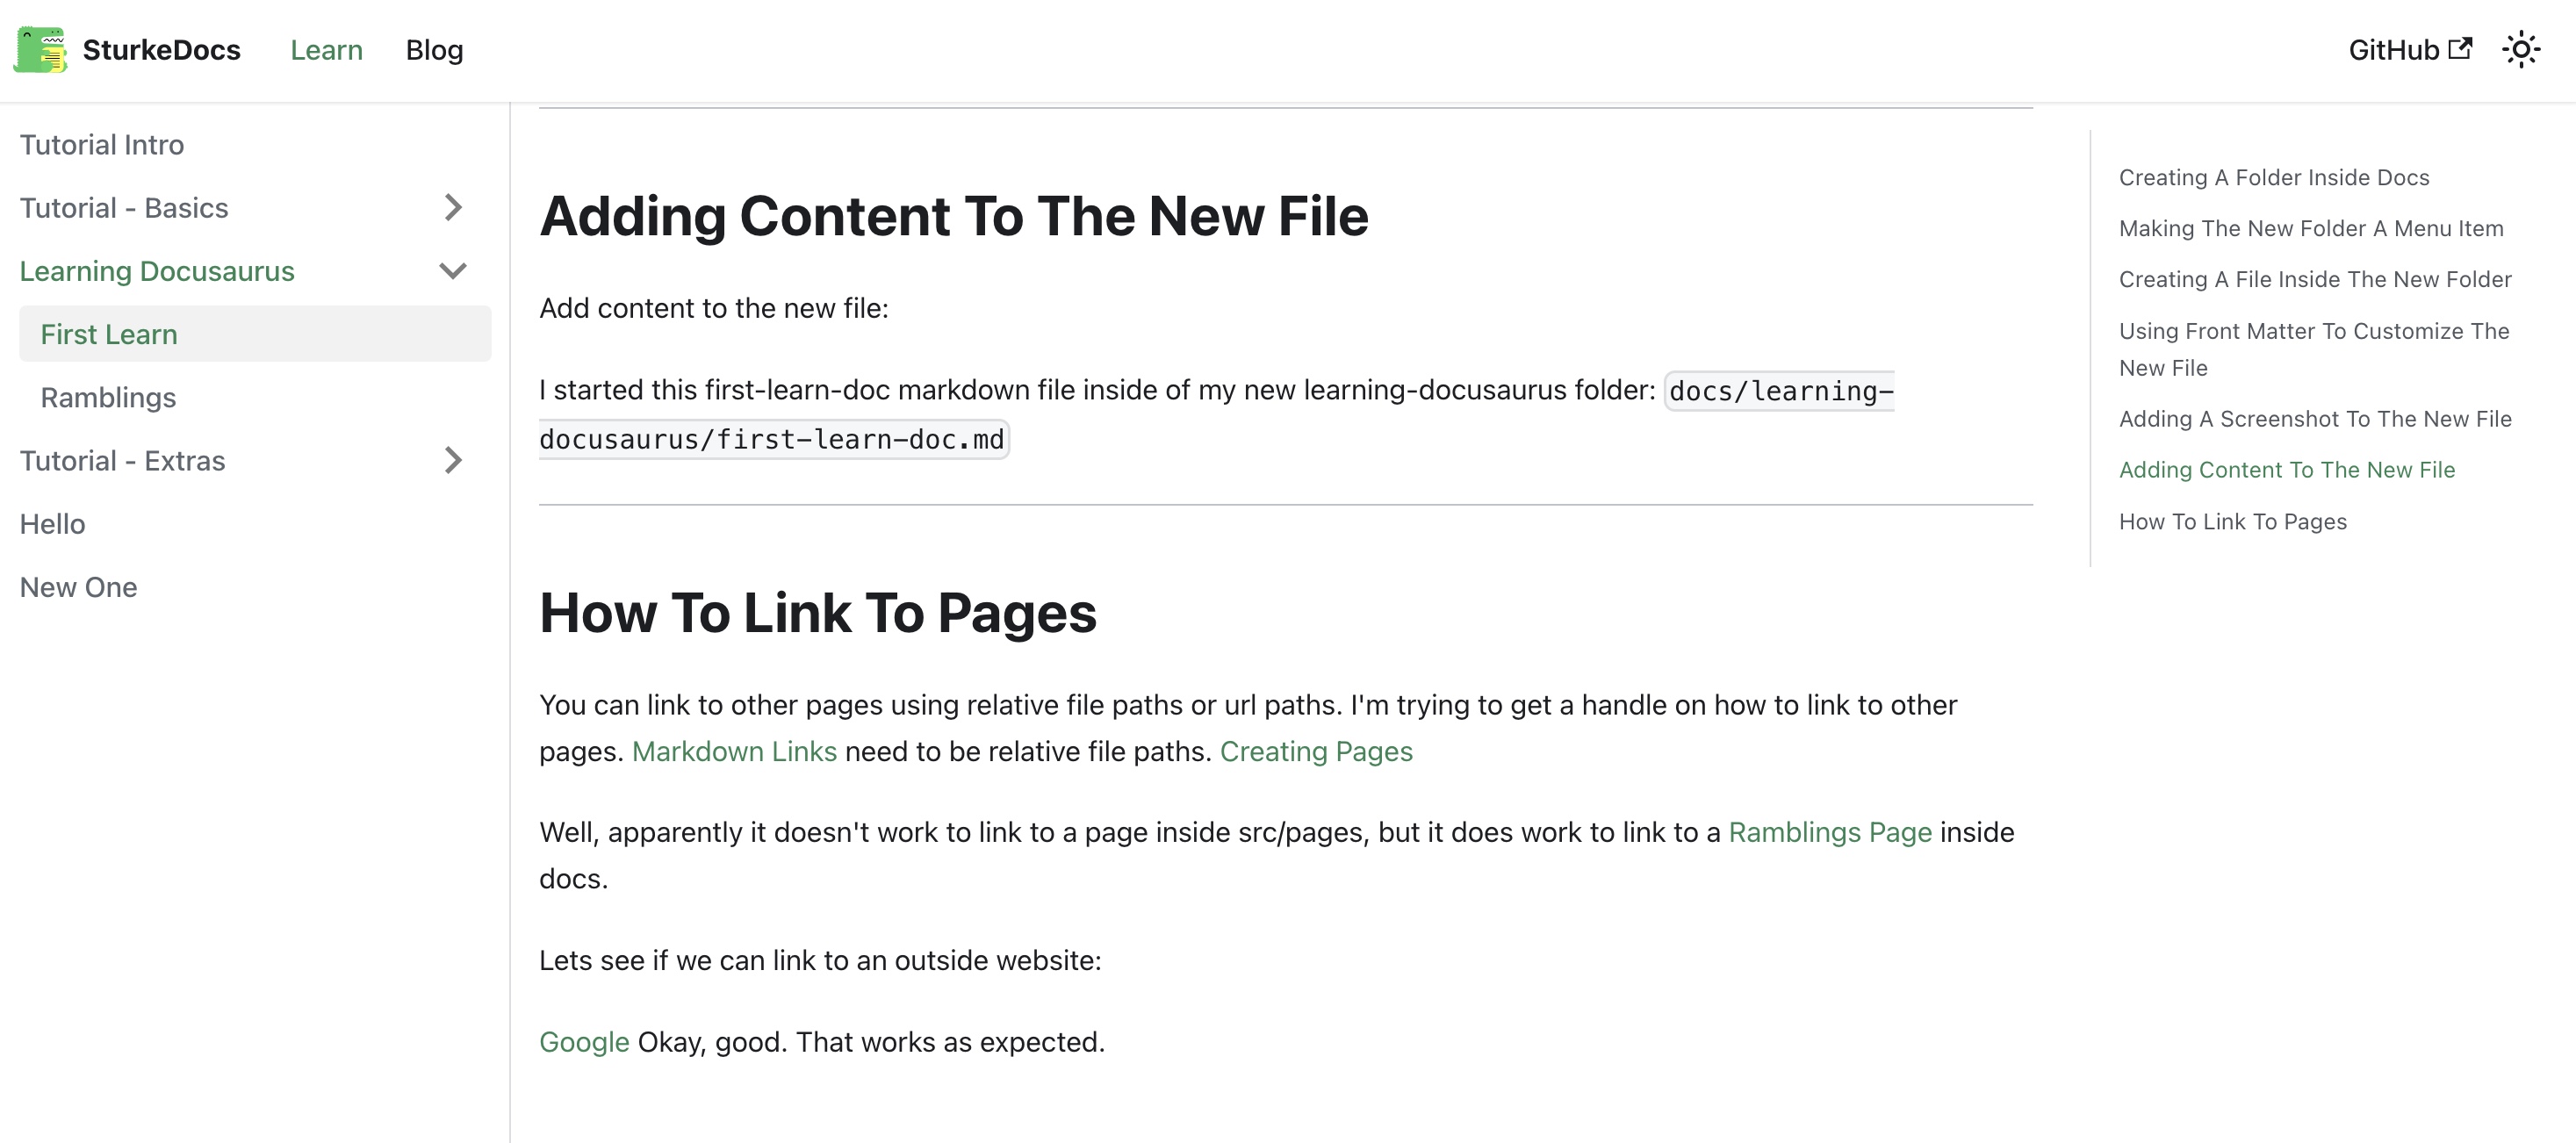 SturkeDocs Learn Blog GitHub
Tutorial Intro
Tutorial - Basics
Learning Docusaurus
First Learn
Ramblings
Tutorial - Extras
Hello
New One
Adding Content To The New File
Add content to the new file:
I started this first-learn-doc markdown file inside of my new learning-docusaurus folder: docs/learning-
docusaurus/first-learn-doc.md
How To Link To Pages
You can link to other pages using relative file paths or url paths. I'm trying to get a handle on how to link to other
pages. Markdown Links need to be relative file paths. Creating Pages
Well, apparently it doesn't work to link to a page inside src/pages, but it does work to link to a Ramblings Page inside
docs.
Lets see if we can link to an outside website:
Google Okay, good. That works as expected.
Creating A Folder Inside Docs
Making The New Folder A Menu Item
Creating A File Inside The New Folder
Using Front Matter To Customize The
New File
Adding A Screenshot To The New File
Adding Content To The New File
How To Link To Pages